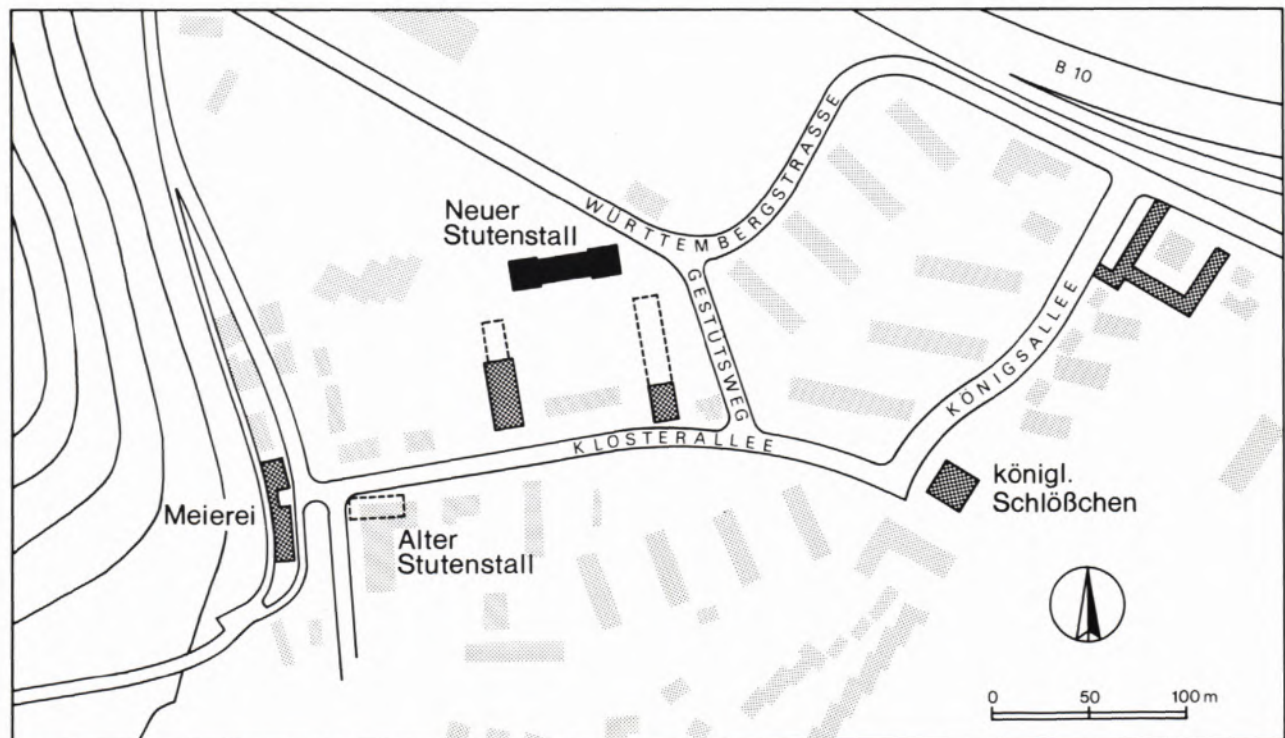 B 10
WÜRTTEMBERGSTRASSE
Neuer
Stutenstall
GESTÜTSWEG
KÖNIGSALLEE
KLOSTERALLEE
königl.
Schlößchen
Meierei
Alter
Stutenstall
0 50 100 m